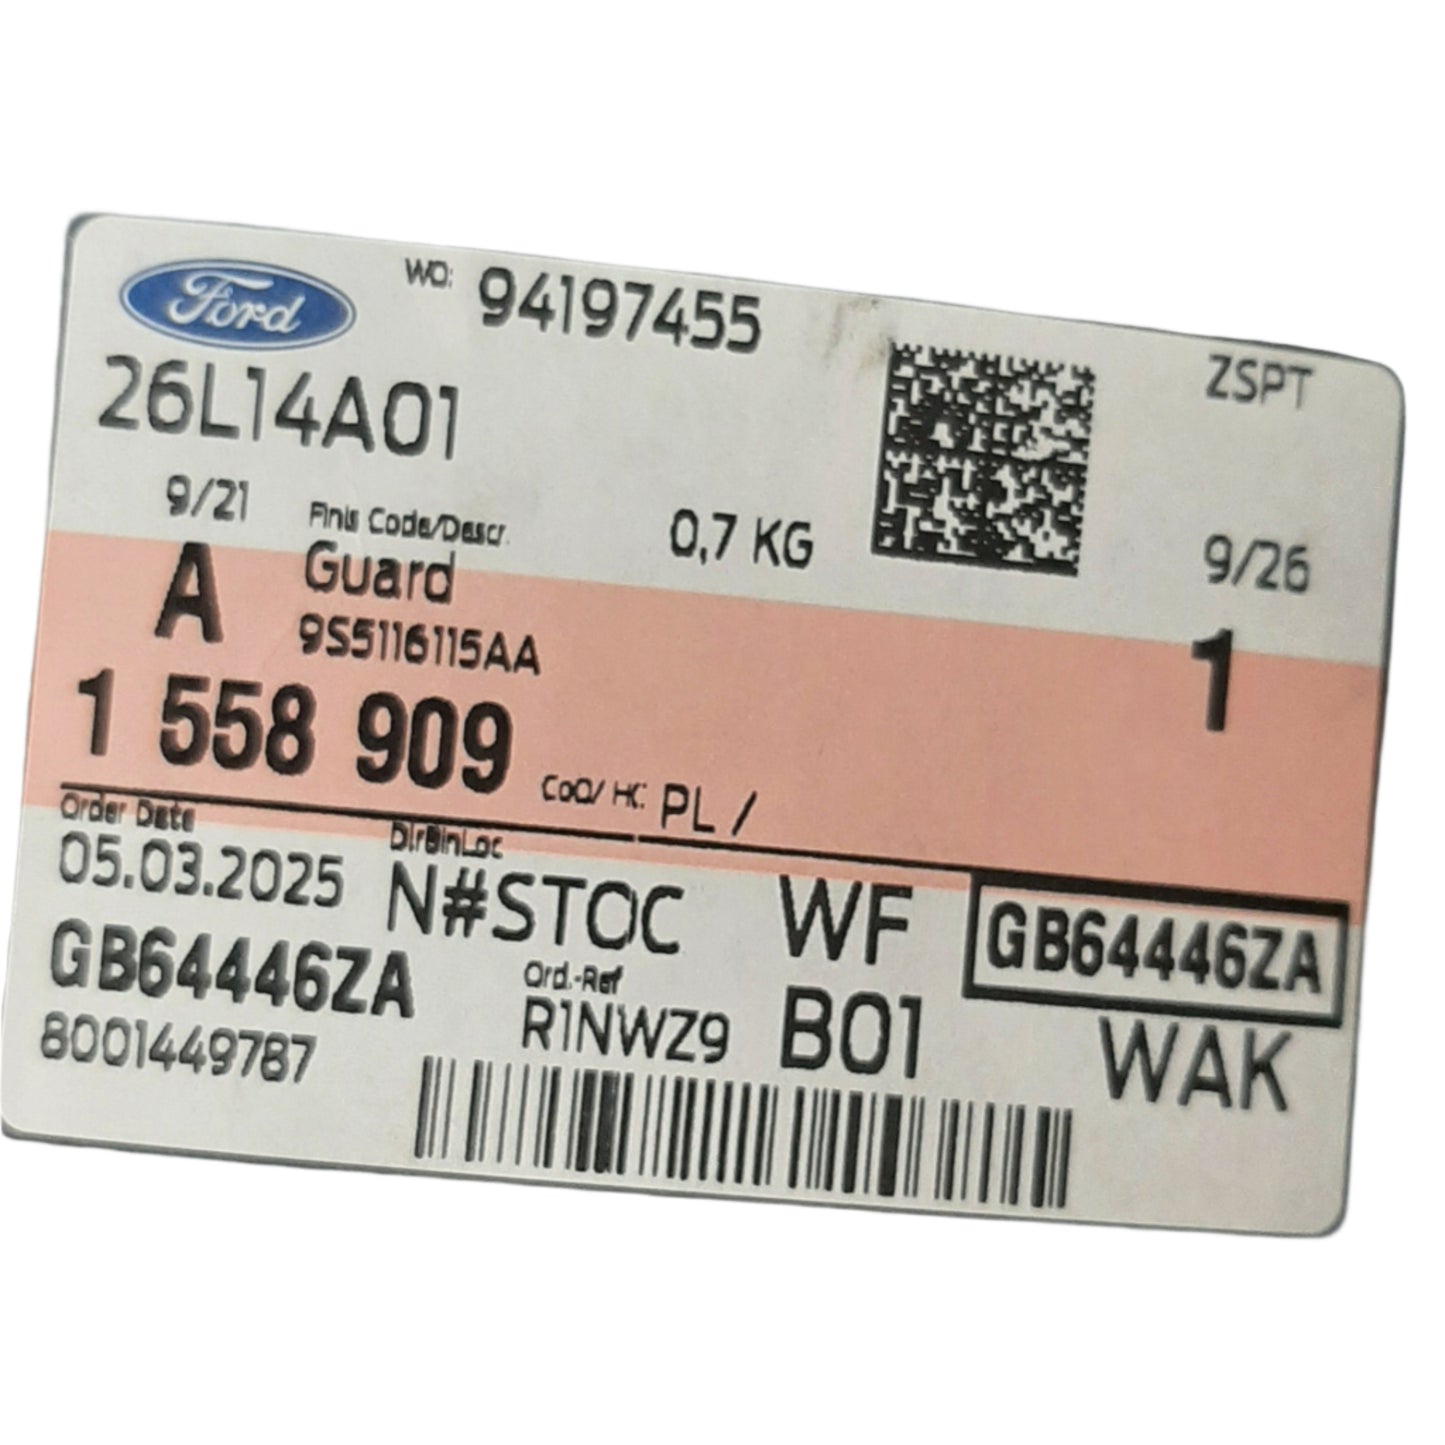 Ford
WO: 94197455
ZSPT
26L14A01
9/21
Finis Code/Descr.
0,7 KG
9/26
A
Guard
1
9S5116115AA
1 558 909
CoO/ HC: PL /
Order Date
DirBinLoc
05.03.2025
N#STOC
WF
GB64446ZA
GB64446ZA
Ord.-Ref
R1NWZ9
B01
WAK
8001449787